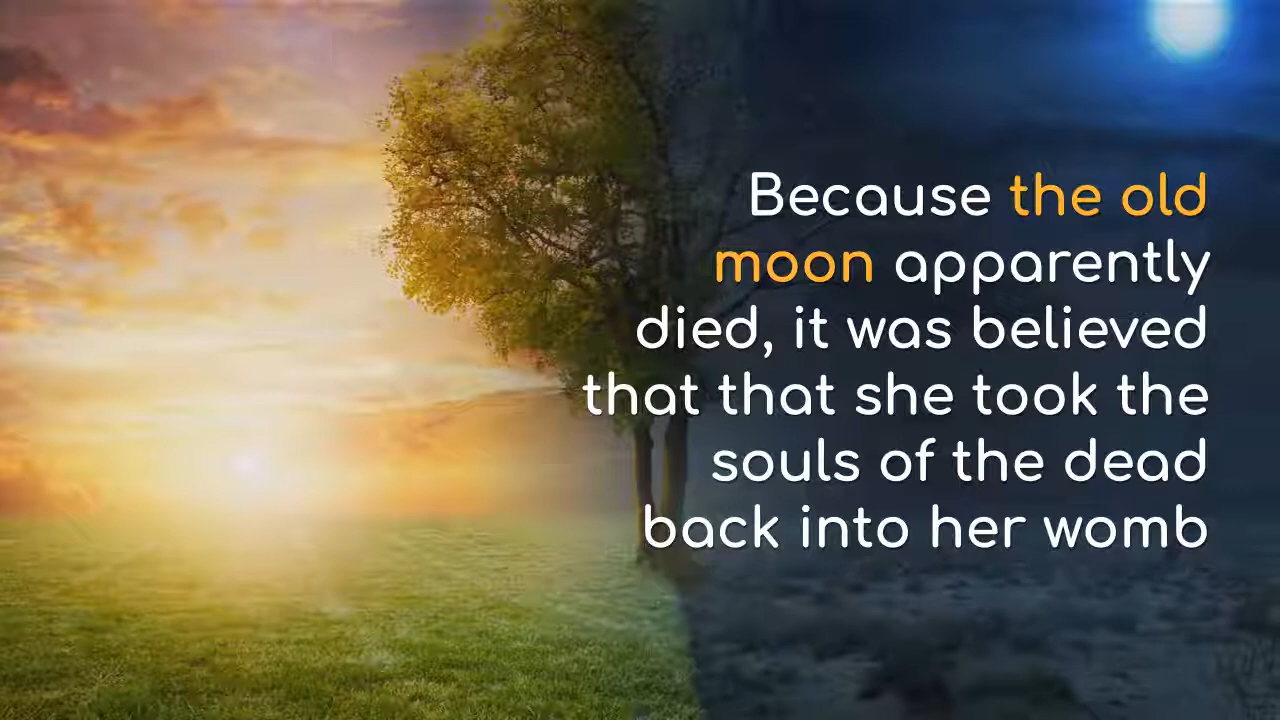 Because the old
moon apparently
died, it was believed
that that she took the
souls of the dead
back into her womb